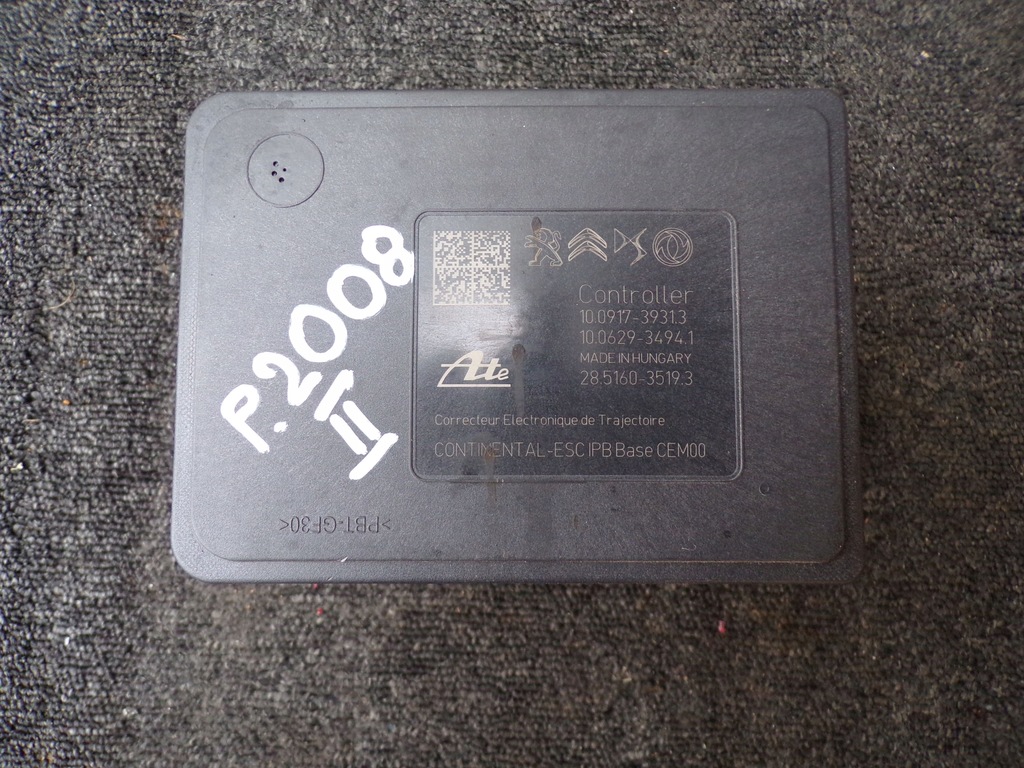 P.2008
II
Controller
10.0917-3931.3
10.0629-3494.1
MADE IN HUNGARY
28.5160-3519.3
Ate
Correcteur Electronique de Trajectoire
CONTINENTAL-ESC IPB Base CEM00
>PBT-GF30<